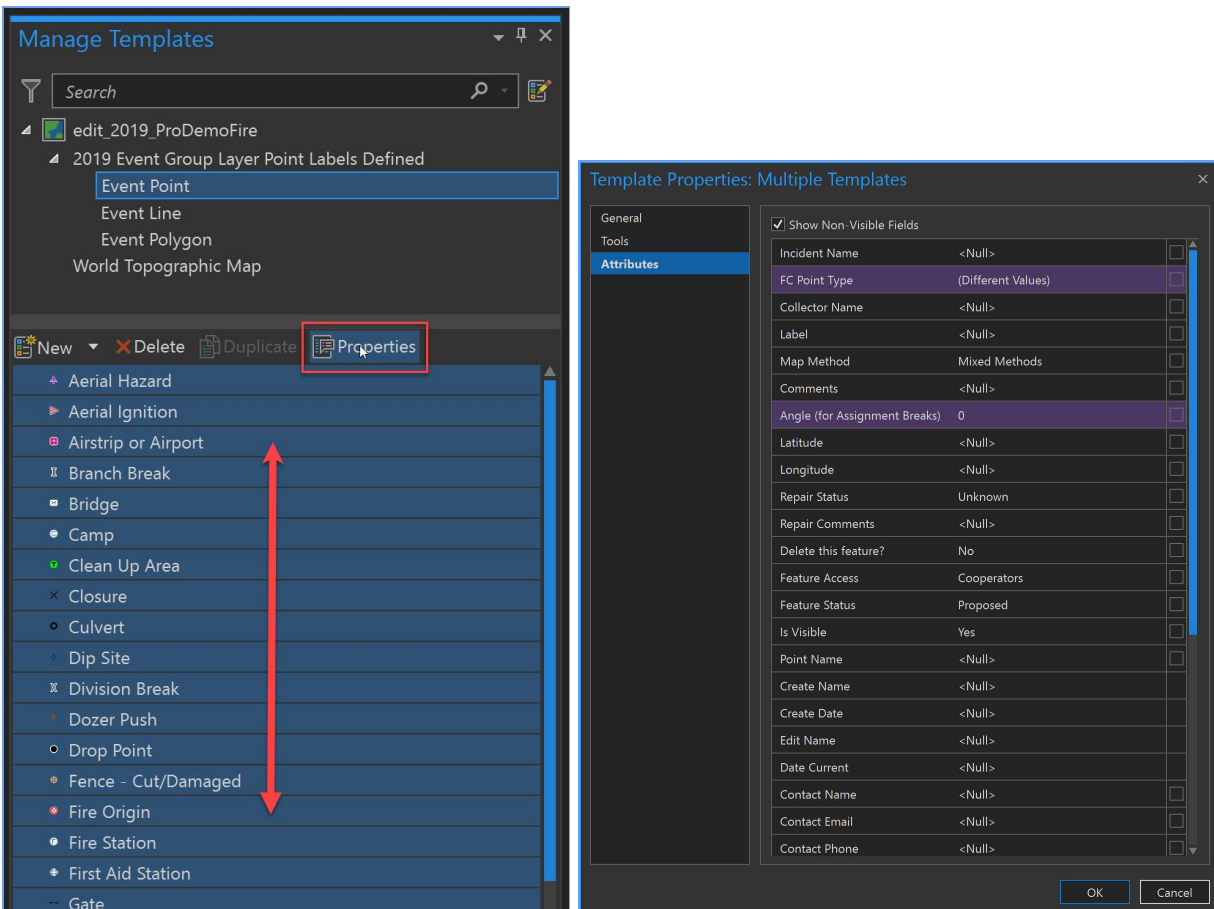 Manage Templates
Search
edit_2019_ProDemoFire
2019 Event Group Layer Point Labels Defined
Event Point
Event Line
Event Polygon
World Topographic Map
New Delete Duplicate Properties
Aerial Hazard
Aerial Ignition
Airstrip or Airport
Branch Break
Bridge
Camp
Clean Up Area
Closure
Culvert
Dip Site
Division Break
Dozer Push
Drop Point
Fence - Cut/Damaged
Fire Origin
Fire Station
First Aid Station
Gate
Template Properties: Multiple Templates
General
Tools
Attributes
Show Non-Visible Fields
Incident Name <Null>
FC Point Type (Different Values)
Collector Name <Null>
Label <Null>
Map Method Mixed Methods
Comments <Null>
Angle (for Assignment Breaks) 0
Latitude <Null>
Longitude <Null>
Repair Status Unknown
Repair Comments <Null>
Delete this feature? No
Feature Access Cooperators
Feature Status Proposed
Is Visible Yes
Point Name <Null>
Create Name <Null>
Create Date <Null>
Edit Name <Null>
Date Current <Null>
Contact Name <Null>
Contact Email <Null>
Contact Phone <Null>
OK Cancel